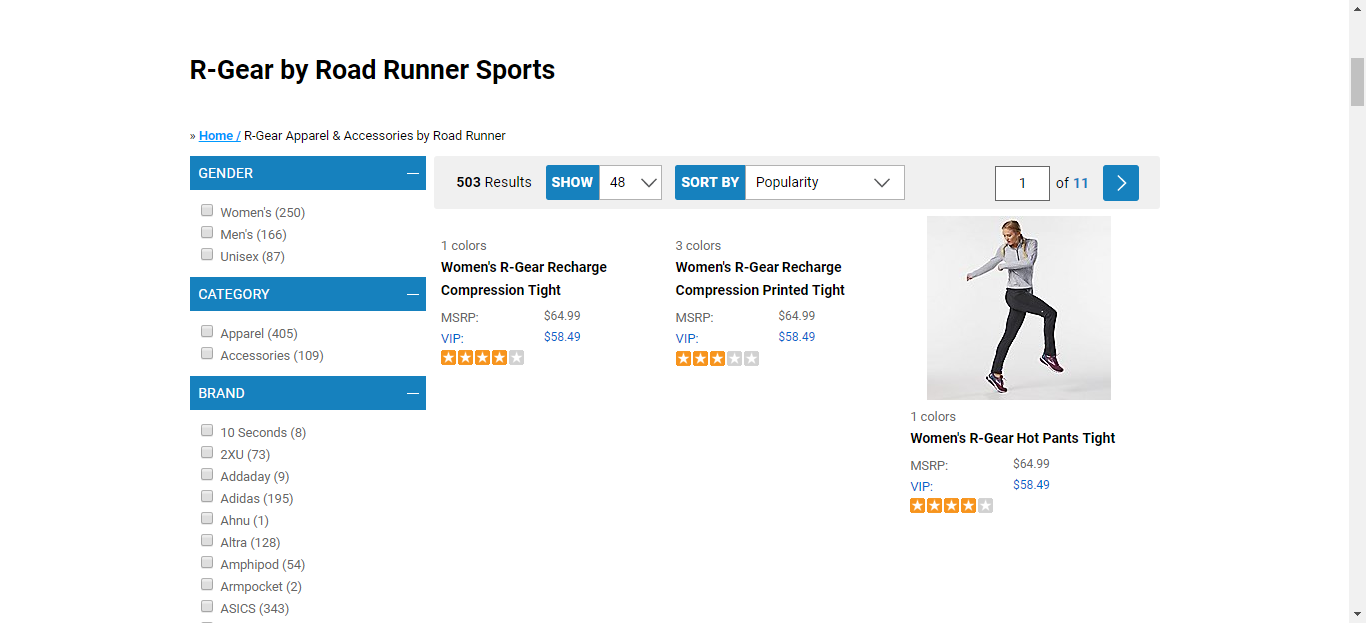 R-Gear by Road Runner Sports
» Home / R-Gear Apparel & Accessories by Road Runner
GENDER
Women's (250)
Men's (166)
Unisex (87)
CATEGORY
Apparel (405)
Accessories (109)
BRAND
10 Seconds (8)
2XU (73)
Addaday (9)
Adidas (195)
Ahnu (1)
Altra (128)
Amphipod (54)
Armpocket (2)
ASICS (343)
503 Results SHOW 48 SORT BY Popularity 1 of 11
1 colors
Women's R-Gear Recharge
Compression Tight
MSRP: $64.99
VIP: $58.49
3 colors
Women's R-Gear Recharge
Compression Printed Tight
MSRP: $64.99
VIP: $58.49
1 colors
Women's R-Gear Hot Pants Tight
MSRP: $64.99
VIP: $58.49